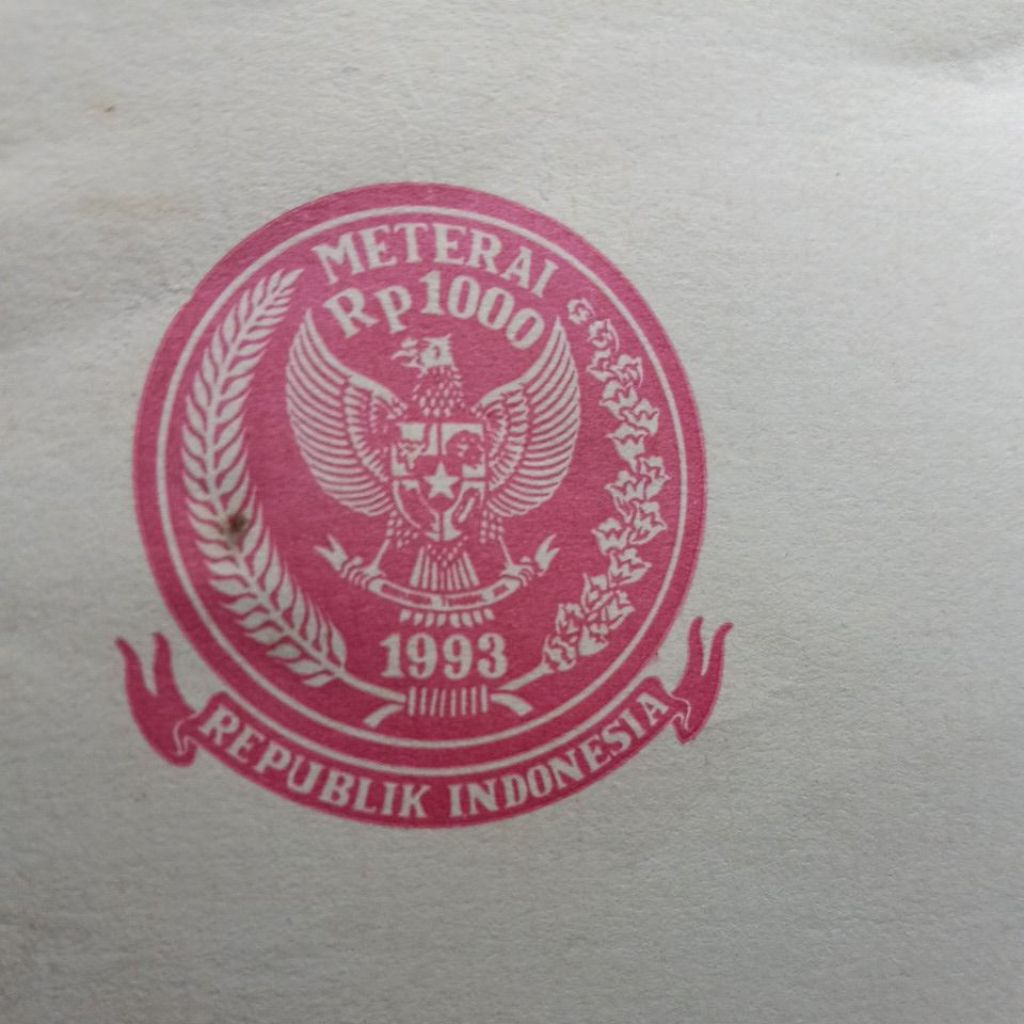 METERAI
Rp1000
1993
REPUBLIK INDONESIA